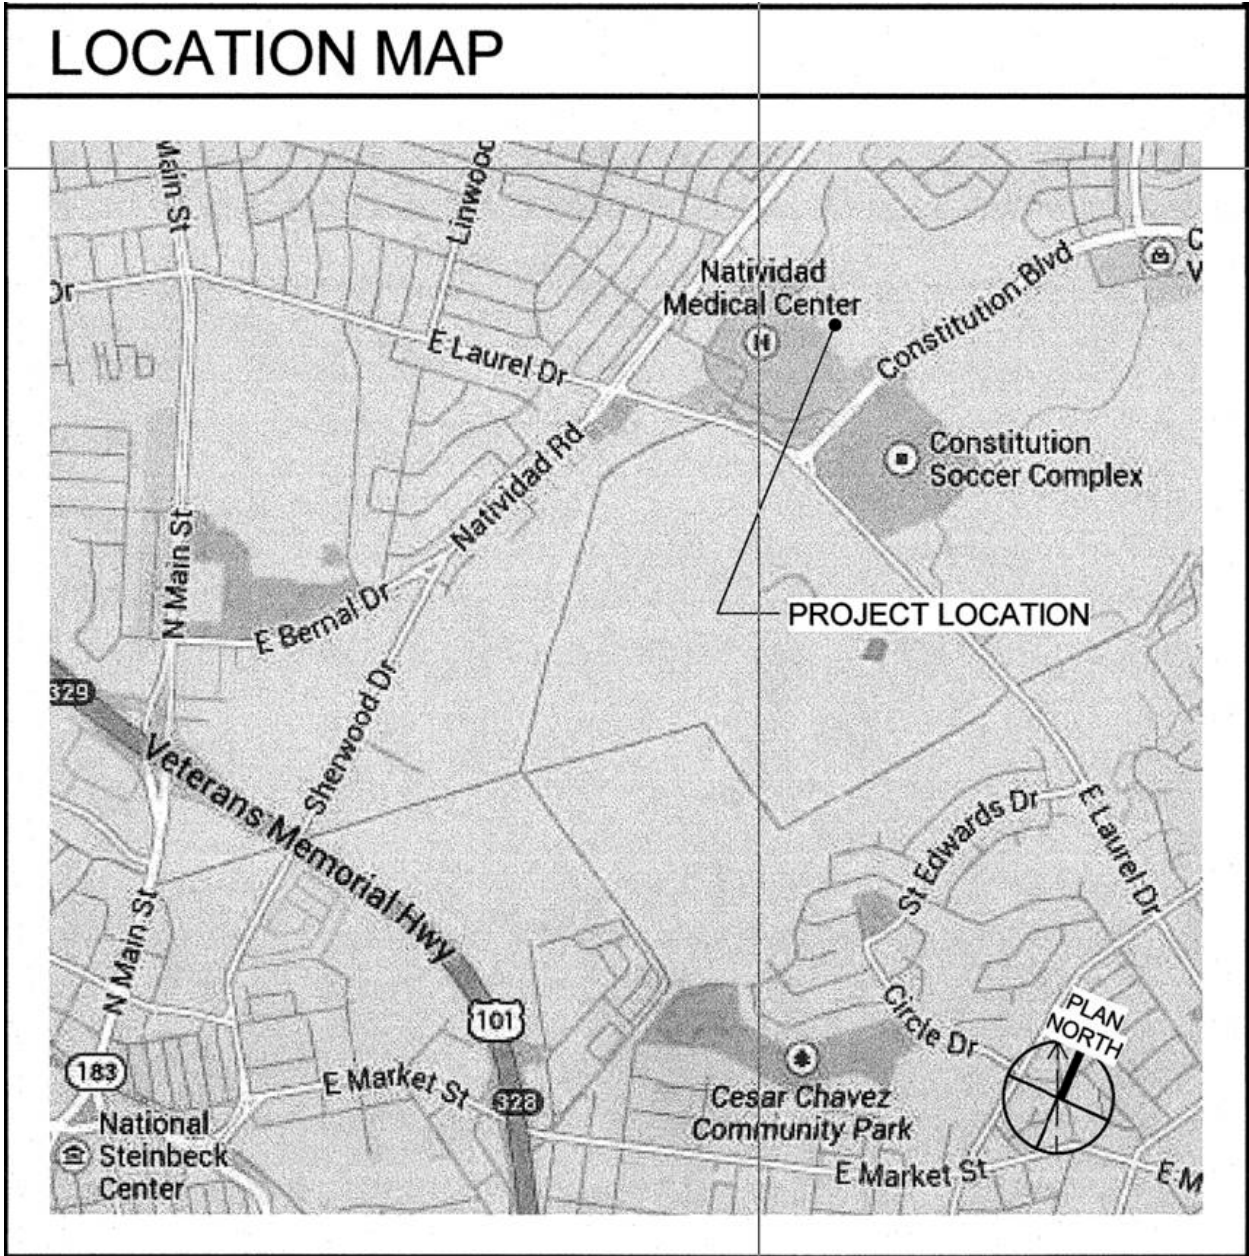 LOCATION MAP
Main St
Linwood
Dr
Natividad
Medical Center
Constitution Blvd
C
V
E Laurel Dr
Constitution
Soccer Complex
Natividad Rd
N Main St
E Bernal Dr
PROJECT LOCATION
329
Sherwood Dr
Veterans Memorial Hwy
St Edwards Dr
E Laurel Dr
N Main St
101
Circle Dr
PLAN
NORTH
183
E Market St
328
Cesar Chavez
Community Park
National
Steinbeck
Center
E Market St
E M